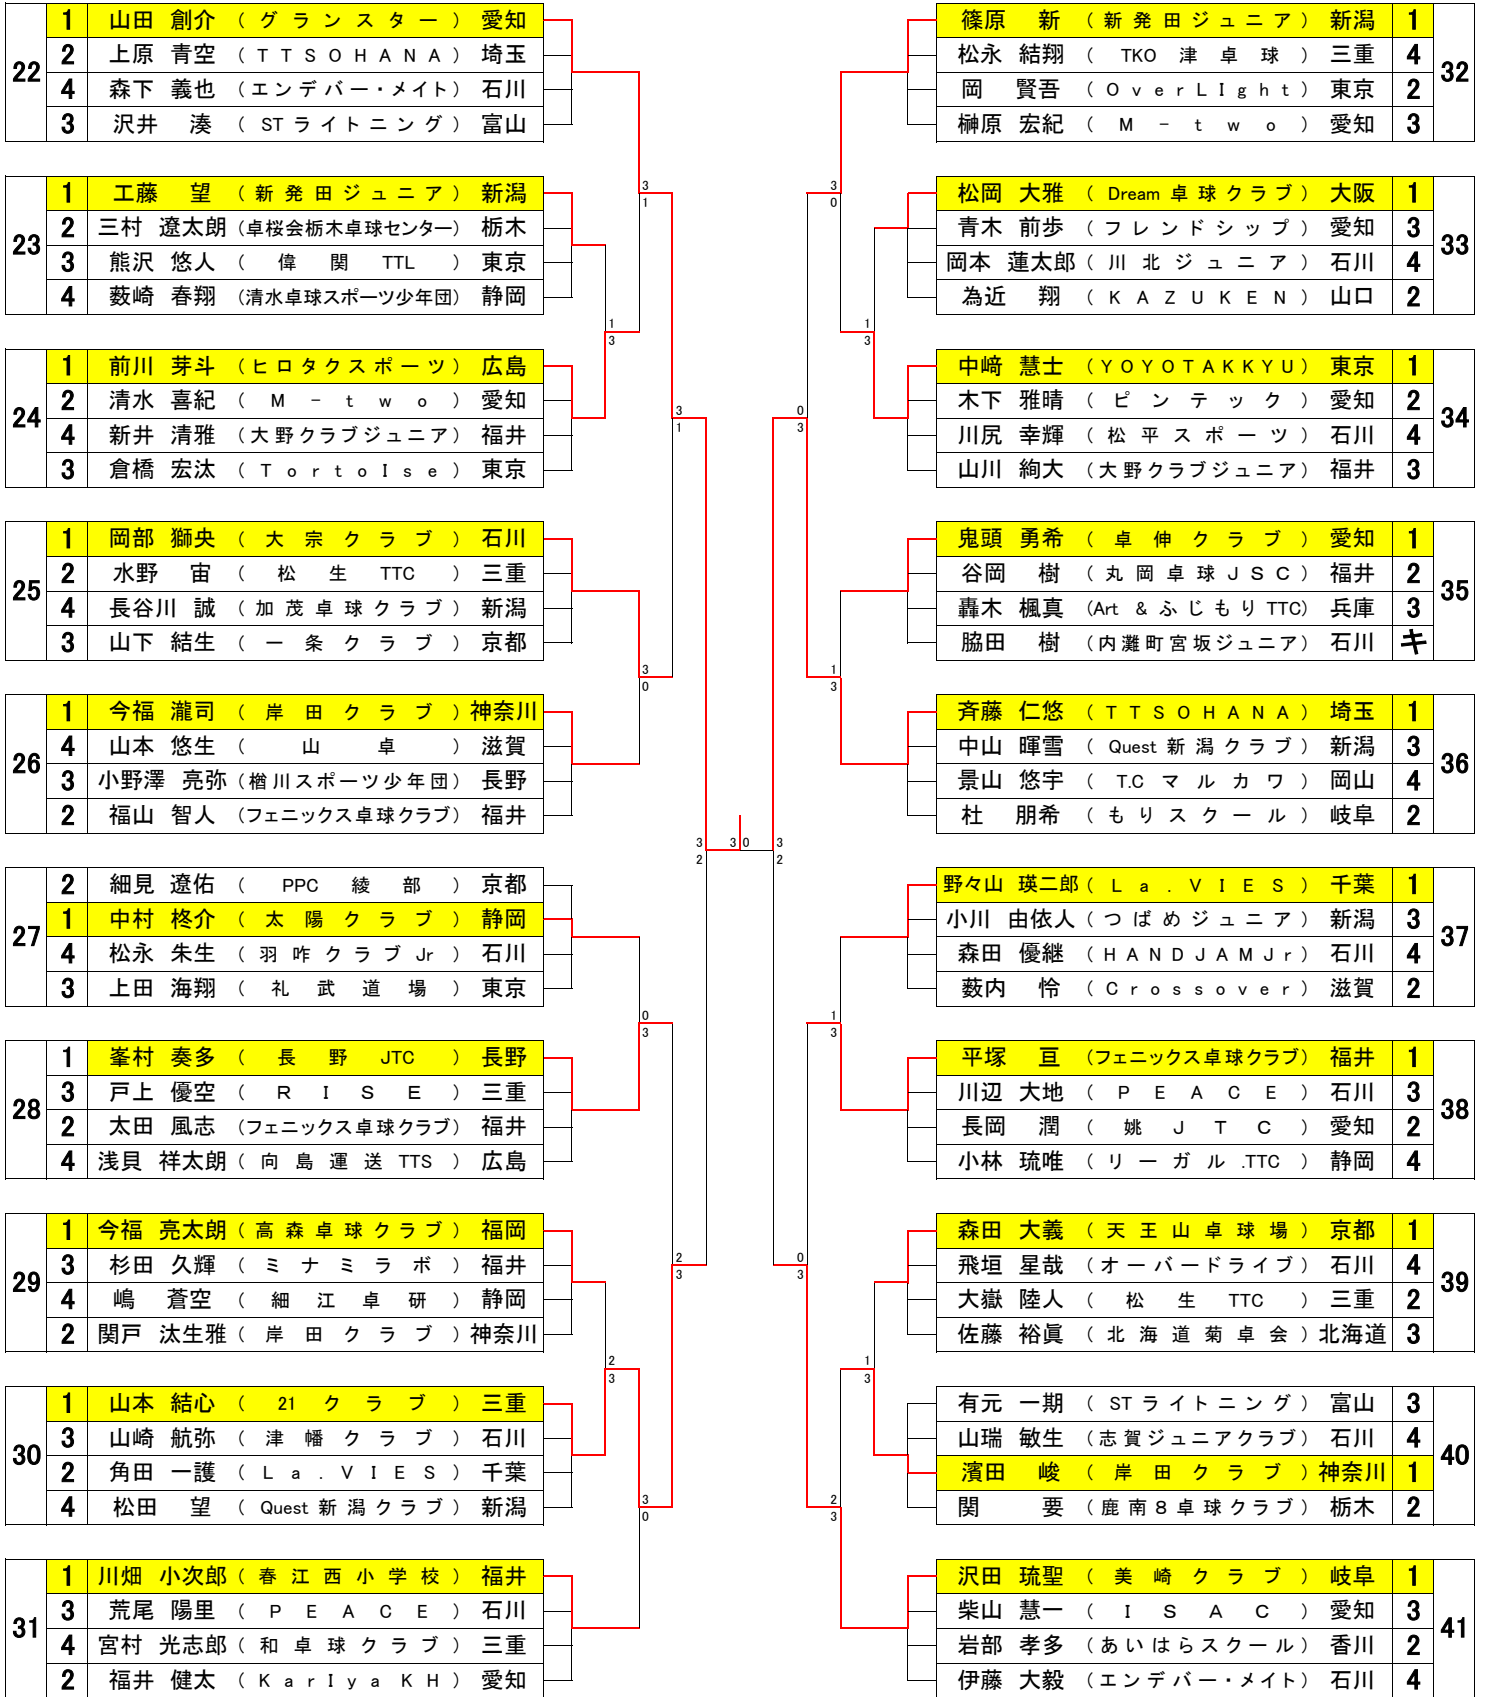 22
1 山田 創介 (グランスター) 愛知
2 上原 青空 (TTSOHANA) 埼玉
4 森下 義也 (エンデバー・メイト) 石川
3 沢井 湊 (STライトニング) 富山
23
1 工藤 望 (新発田ジュニア) 新潟
2 三村 遼太朗 (卓桜会栃木卓球センター) 栃木
3 熊沢 悠人 (偉関TTL) 東京
4 薮崎 春翔 (清水卓球スポーツ少年団) 静岡
24
1 前川 芽斗 (ヒロタクスポーツ) 広島
2 清水 喜紀 (M-two) 愛知
4 新井 清雅 (大野クラブジュニア) 福井
3 倉橋 宏汰 (TortoIse) 東京
25
1 岡部 獅央 (大宗クラブ) 石川
2 水野 宙 (松生TTC) 三重
4 長谷川 誠 (加茂卓球クラブ) 新潟
3 山下 結生 (一条クラブ) 京都
26
1 今福 瀧司 (岸田クラブ) 神奈川
4 山本 悠生 (山卓) 滋賀
3 小野澤 亮弥 (楢川スポーツ少年団) 長野
2 福山 智人 (フェニックス卓球クラブ) 福井
27
2 細見 遼佑 (PPC綾部) 京都
1 中村 柊介 (太陽クラブ) 静岡
4 松永 朱生 (羽咋クラブJr) 石川
3 上田 海翔 (礼武道場) 東京
28
1 峯村 奏多 (長野JTC) 長野
3 戸上 優空 (RISE) 三重
2 太田 風志 (フェニックス卓球クラブ) 福井
4 浅貝 祥太朗 (向島運送TTS) 広島
29
1 今福 亮太朗 (高森卓球クラブ) 福岡
3 杉田 久輝 (ミナミラボ) 福井
4 嶋 蒼空 (細江卓研) 静岡
2 関戸 汰生雅 (岸田クラブ) 神奈川
30
1 山本 結心 (21クラブ) 三重
3 山崎 航弥 (津幡クラブ) 石川
2 角田 一護 (La.VIES) 千葉
4 松田 望 (Quest新潟クラブ) 新潟
31
1 川畑 小次郎 (春江西小学校) 福井
3 荒尾 陽里 (PEACE) 石川
4 宮村 光志郎 (和卓球クラブ) 三重
2 福井 健太 (KarIyaKH) 愛知
3
1
1
3
3
1
3
0
3
2
0
3
2
3
2
3
3
0
3 0
3
0
1
3
0
3
1
3
3
2
1
3
0
3
1
3
2
3
篠原 新 (新発田ジュニア) 新潟 1
松永 結翔 (TKO津卓球) 三重 4
岡 賢吾 (OverLIght) 東京 2
榊原 宏紀 (M-two) 愛知 3
32
松岡 大雅 (Dream卓球クラブ) 大阪 1
青木 前歩 (フレンドシップ) 愛知 3
岡本 蓮太郎 (川北ジュニア) 石川 4
為近 翔 (KAZUKEN) 山口 2
33
中﨑 慧士 (YOYOTAKKYU) 東京 1
木下 雅晴 (ピンテック) 愛知 2
川尻 幸輝 (松平スポーツ) 石川 4
山川 絢大 (大野クラブジュニア) 福井 3
34
鬼頭 勇希 (卓伸クラブ) 愛知 1
谷岡 樹 (丸岡卓球JSC) 福井 2
轟木 楓真 (Art & ふじもりTTC) 兵庫 3
脇田 樹 (内灘町宮坂ジュニア) 石川 キ
35
斉藤 仁悠 (TTSOHANA) 埼玉 1
中山 暉雪 (Quest新潟クラブ) 新潟 3
景山 悠宇 (T.Cマルカワ) 岡山 4
杜 朋希 (もりスクール) 岐阜 2
36
野々山 瑛二郎 (La.VIES) 千葉 1
小川 由依人 (つばめジュニア) 新潟 3
森田 優継 (HANDJAMJr) 石川 4
薮内 怜 (Crossover) 滋賀 2
37
平塚 亘 (フェニックス卓球クラブ) 福井 1
川辺 大地 (PEACE) 石川 3
長岡 潤 (姚JTC) 愛知 2
小林 琉唯 (リーガル.TTC) 静岡 4
38
森田 大義 (天王山卓球場) 京都 1
飛垣 星哉 (オーバードライブ) 石川 4
大嶽 陸人 (松生TTC) 三重 2
佐藤 裕眞 (北海道菊卓会) 北海道 3
39
有元 一期 (STライトニング) 富山 3
山瑞 敏生 (志賀ジュニアクラブ) 石川 4
濱田 峻 (岸田クラブ) 神奈川 1
関 要 (鹿南8卓球クラブ) 栃木 2
40
沢田 琉聖 (美崎クラブ) 岐阜 1
柴山 慧一 (ISAC) 愛知 3
岩部 孝多 (あいはらスクール) 香川 2
伊藤 大毅 (エンデバー・メイト) 石川 4
41